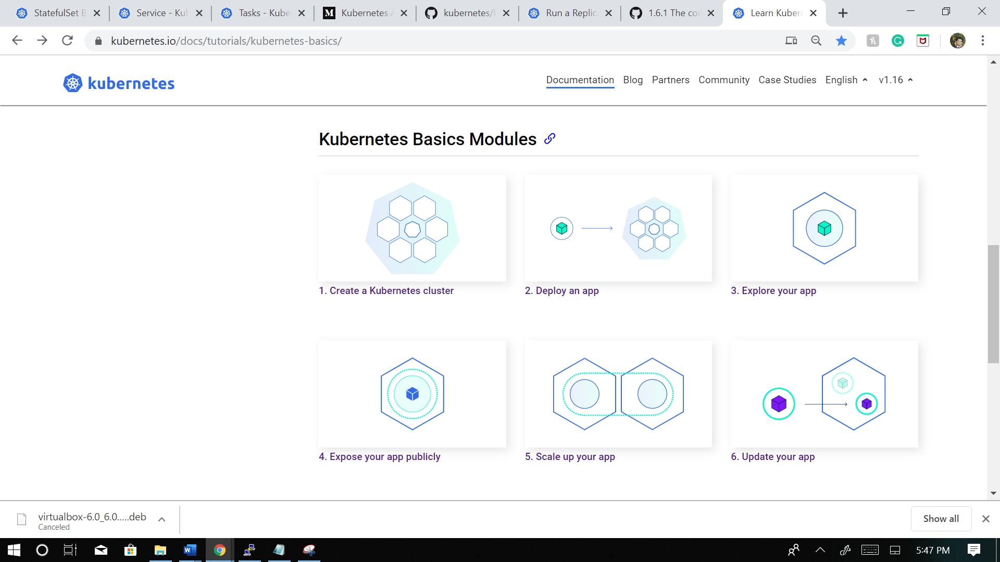 StatefulSet B
Service - Kub
Tasks - Kube
M Kubernetes A
kubernetes/k
Run a Replic
1.6.1 The cor
Learn Kubern
kubernetes.io/docs/tutorials/kubernetes-basics/
kubernetes
Documentation Blog Partners Community Case Studies English v1.16
Kubernetes Basics Modules
1. Create a Kubernetes cluster
2. Deploy an app
3. Explore your app
4. Expose your app publicly
5. Scale up your app
6. Update your app
virtualbox-6.0_6.0.....deb
Canceled
Show all
5:47 PM